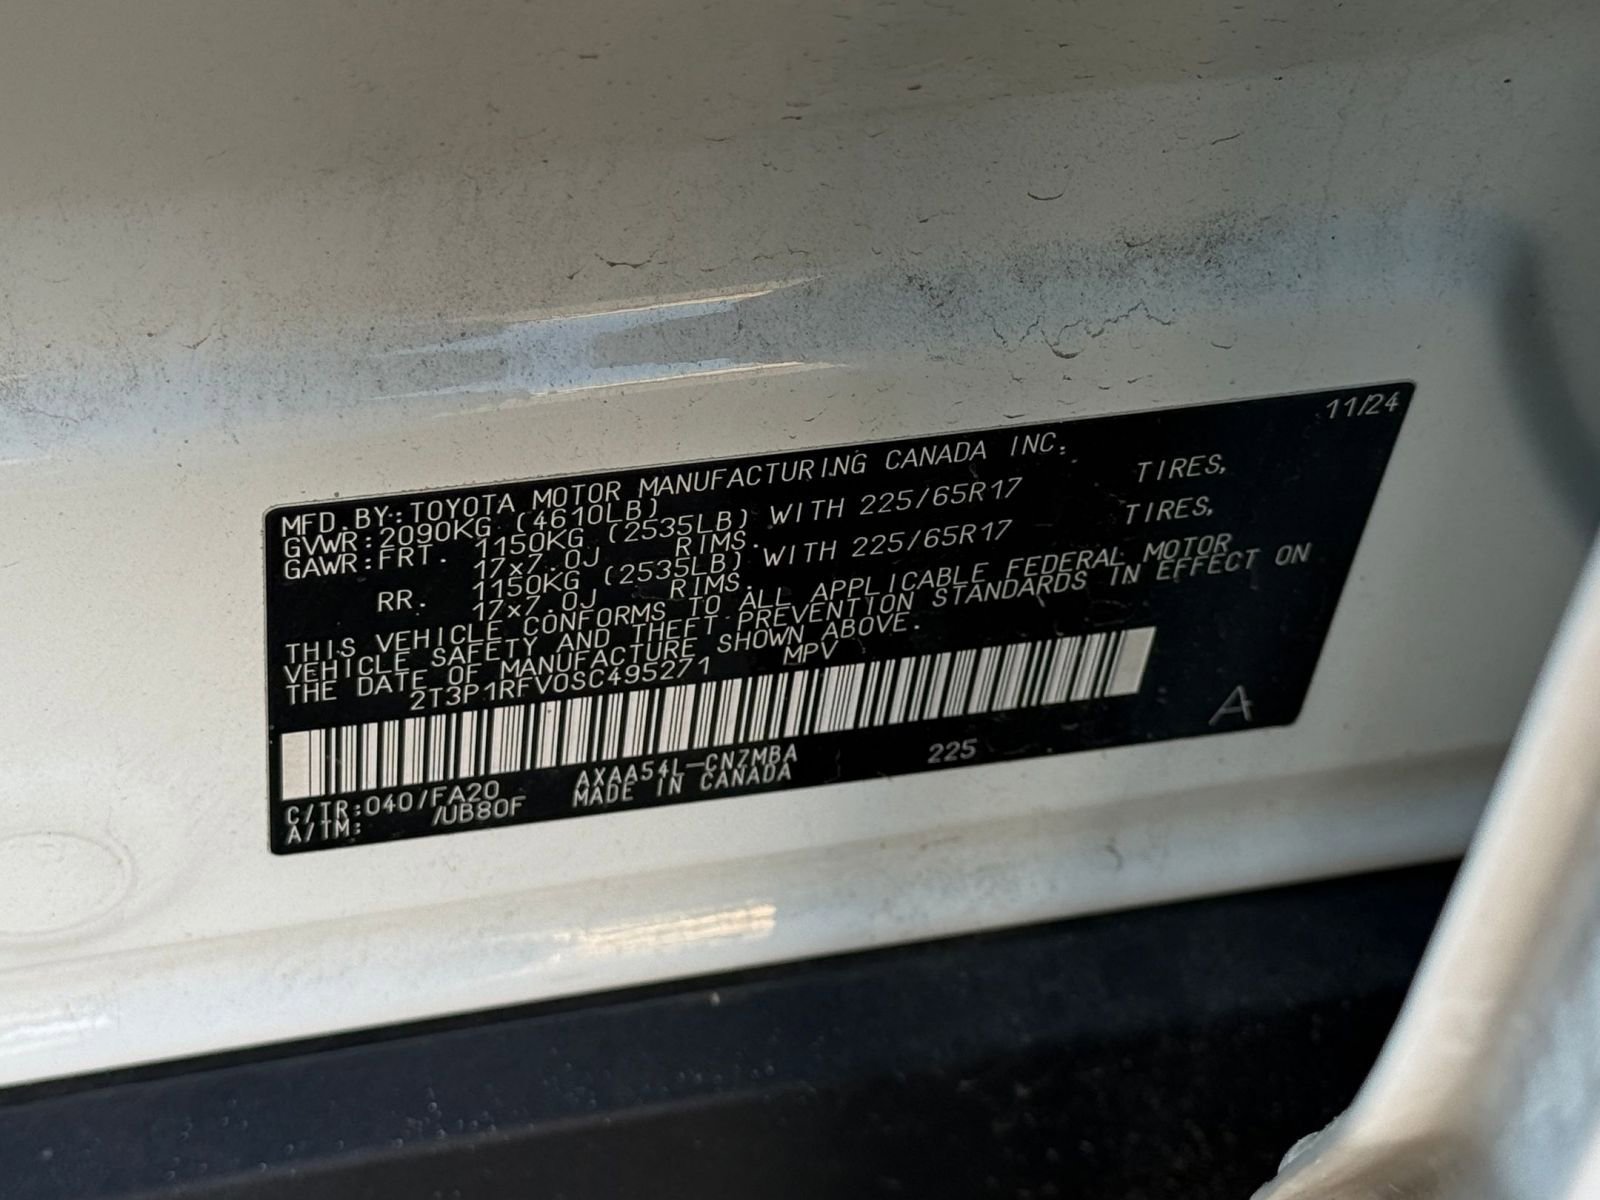 11/24
MFD. BY: TOYOTA MOTOR MANUFACTURING CANADA INC.
GVWR: 2090KG (4610LB)
GAWR: FRT. 1150KG (2535LB) WITH 225/65R17 TIRES,
17x7.0J RIMS.
RR. 1150KG (2535LB) WITH 225/65R17 TIRES,
17x7.0J RIMS.
THIS VEHICLE CONFORMS TO ALL APPLICABLE FEDERAL MOTOR
VEHICLE SAFETY AND THEFT PREVENTION STANDARDS IN EFFECT ON
THE DATE OF MANUFACTURE SHOWN ABOVE.
2T3P1RFV0SC495271 MPV
A
C/TR: 040/FA20 AXAA54L-CNZMBA 225
A/TM: /UB80F MADE IN CANADA